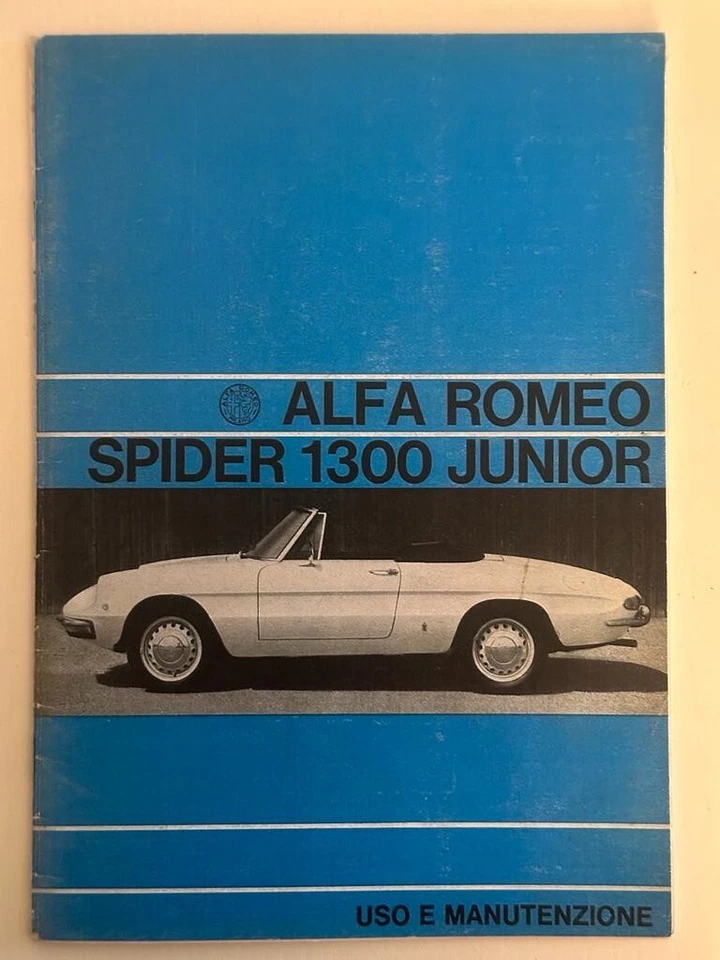 ALFA ROMEO
SPIDER 1300 JUNIOR
USO E MANUTENZIONE